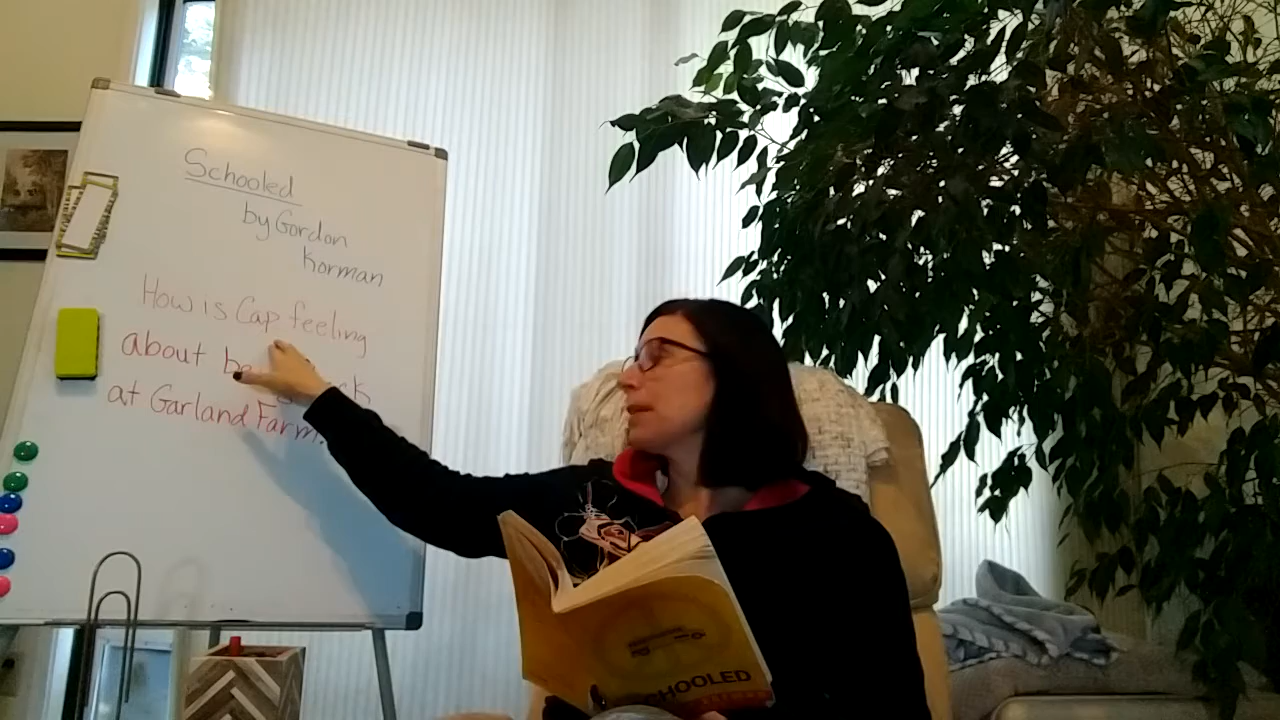 Schooled
by Gordon
Korman
How is Cap feeling
about
at Garland Farm?
SCHOOLED